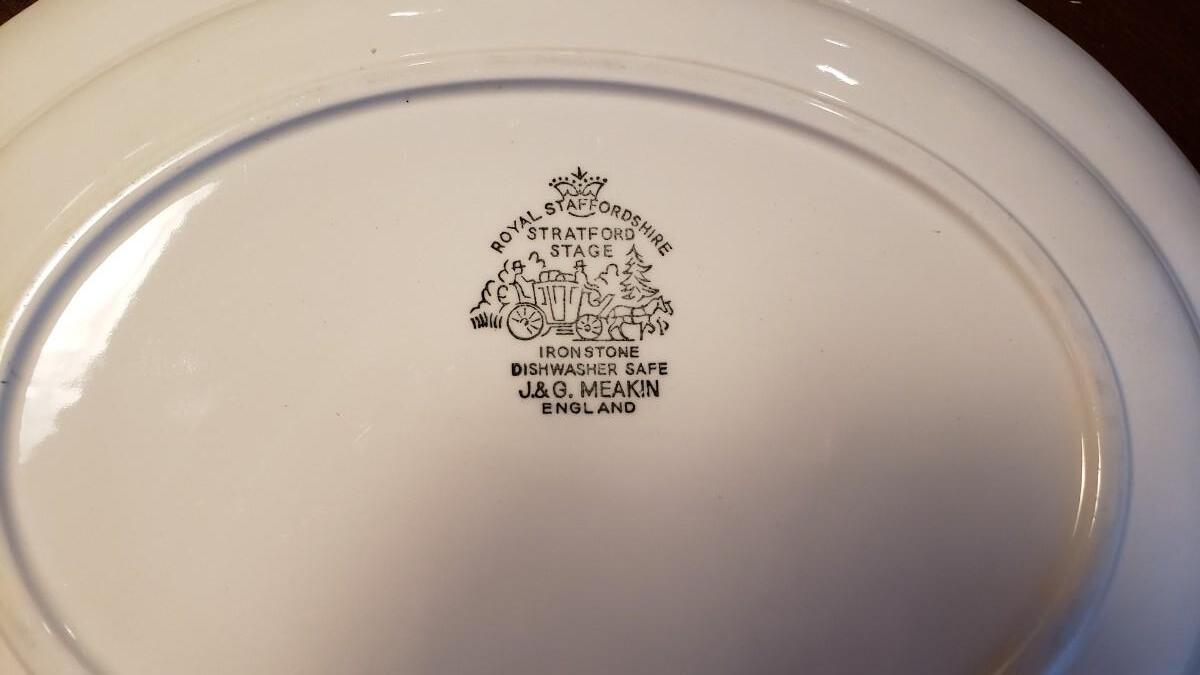 ROYAL STAFFORDSHIRE
STRATFORD
STAGE
IRONSTONE
DISHWASHER SAFE
J.&G. MEAKIN
ENGLAND